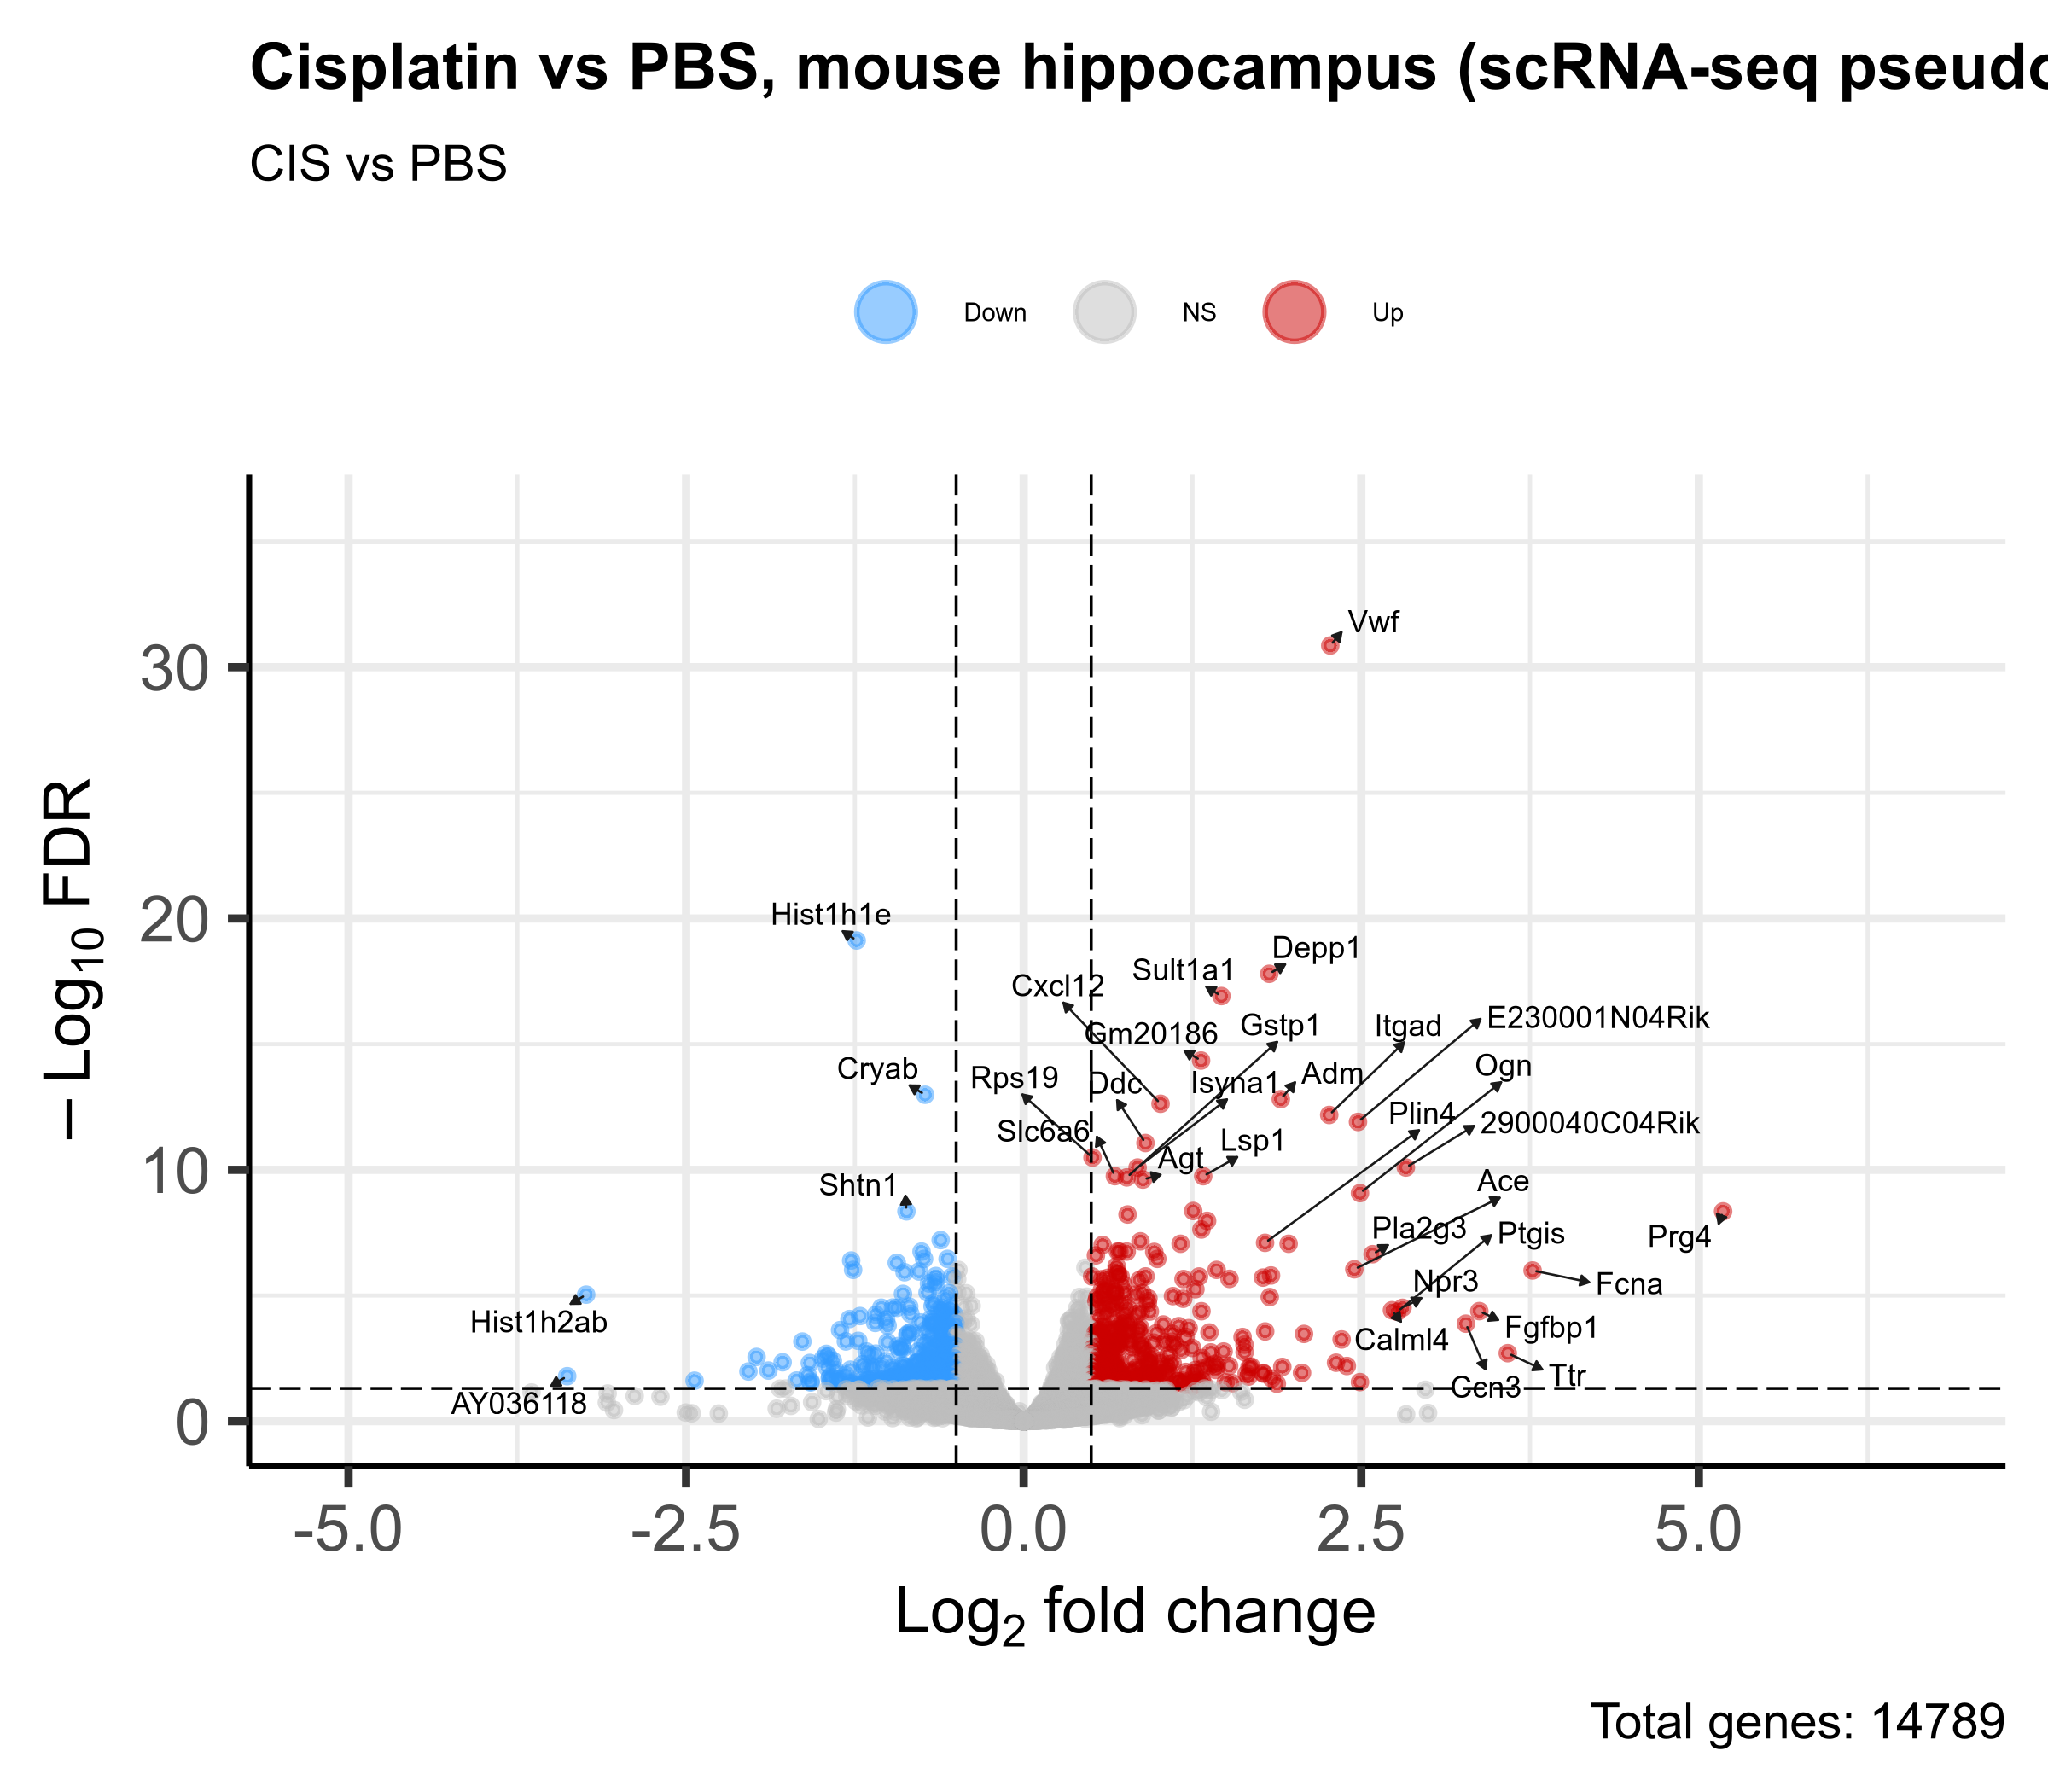 Cisplatin vs PBS, mouse hippocampus (scRNA-seq pseudo
CIS vs PBS
Down NS Up
Vwf
Hist1h1e
Depp1
Sult1a1
Cxcl12
E230001N04Rik
Itgad
Gstp1
Gm20186
Ogn
Cryab
Rps19
Ddc
Isyna1
Adm
Plin4
2900040C04Rik
Slc6a6
Lsp1
Agt
Shtn1
Ace
Pla2g3
Ptgis
Prg4
Npr3
Fcna
Hist1h2ab
Calml4
Fgfbp1
Ttr
Gcn3
AY036118
30
20
10
0
− Log10 FDR
-5.0 -2.5 0.0 2.5 5.0
Log2 fold change
Total genes: 14789